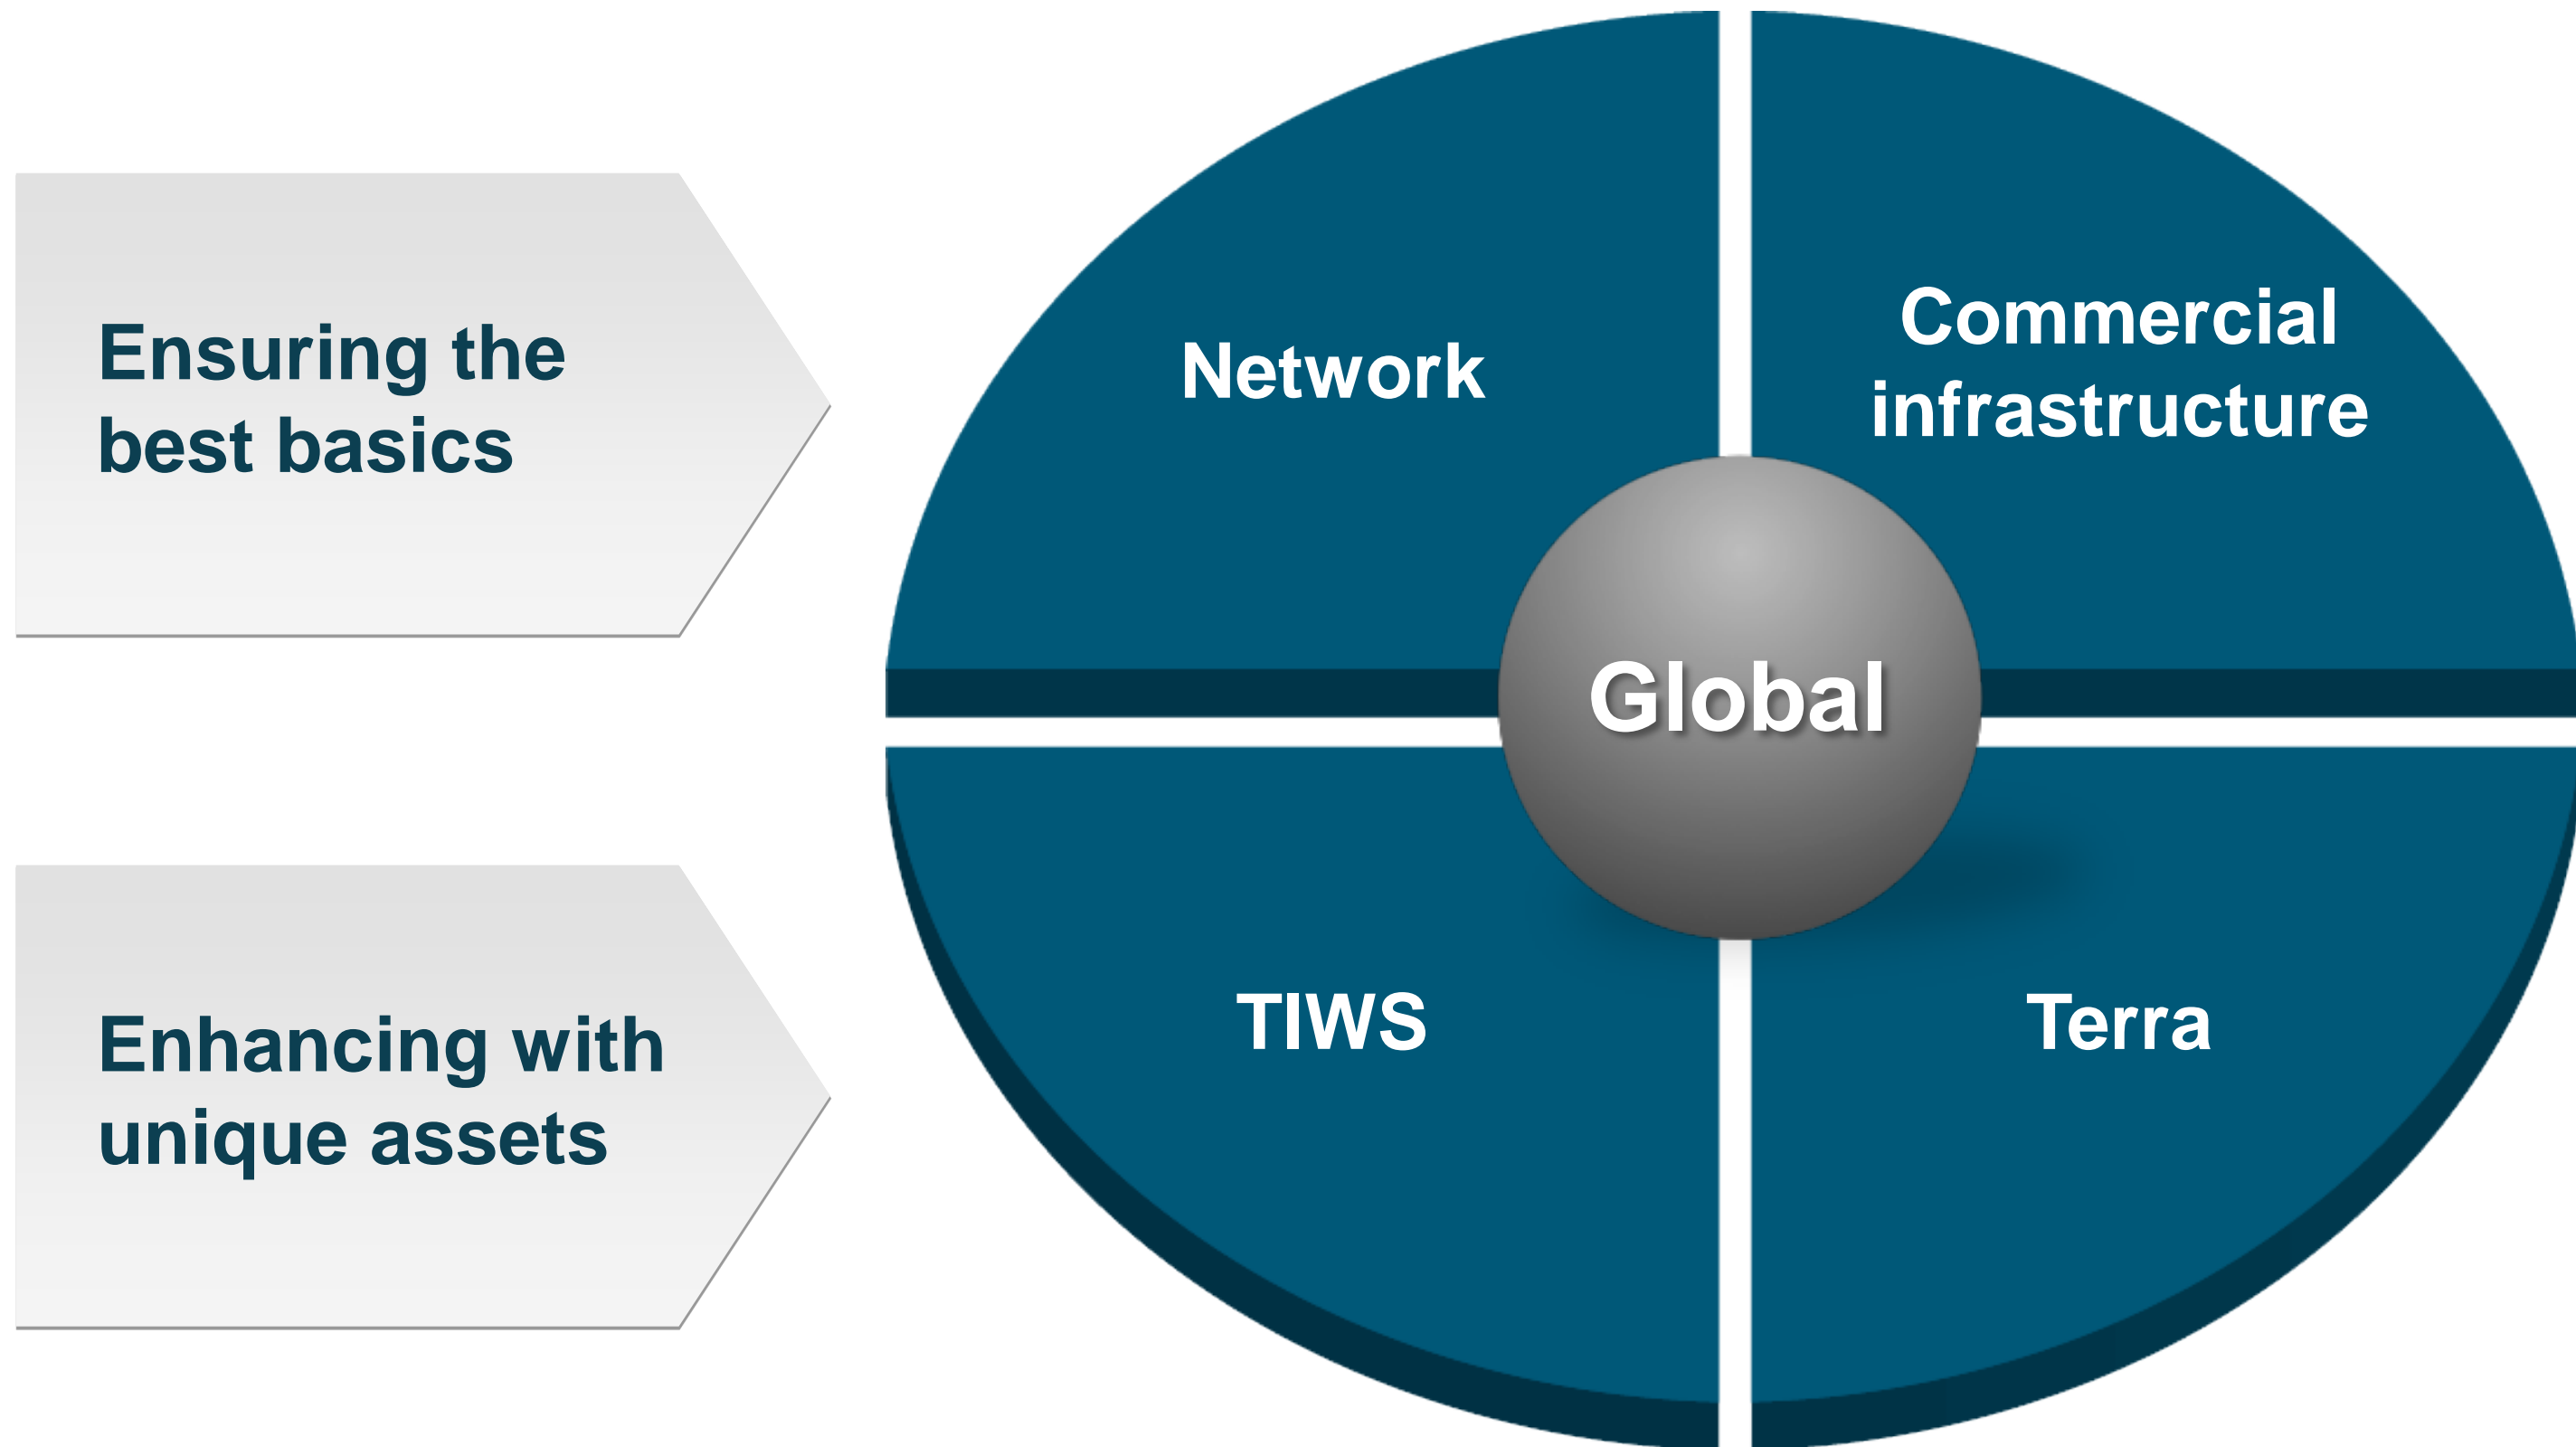 Ensuring the
best basics
Network
Commercial
infrastructure
Global
Enhancing with
unique assets
TIWS
Terra